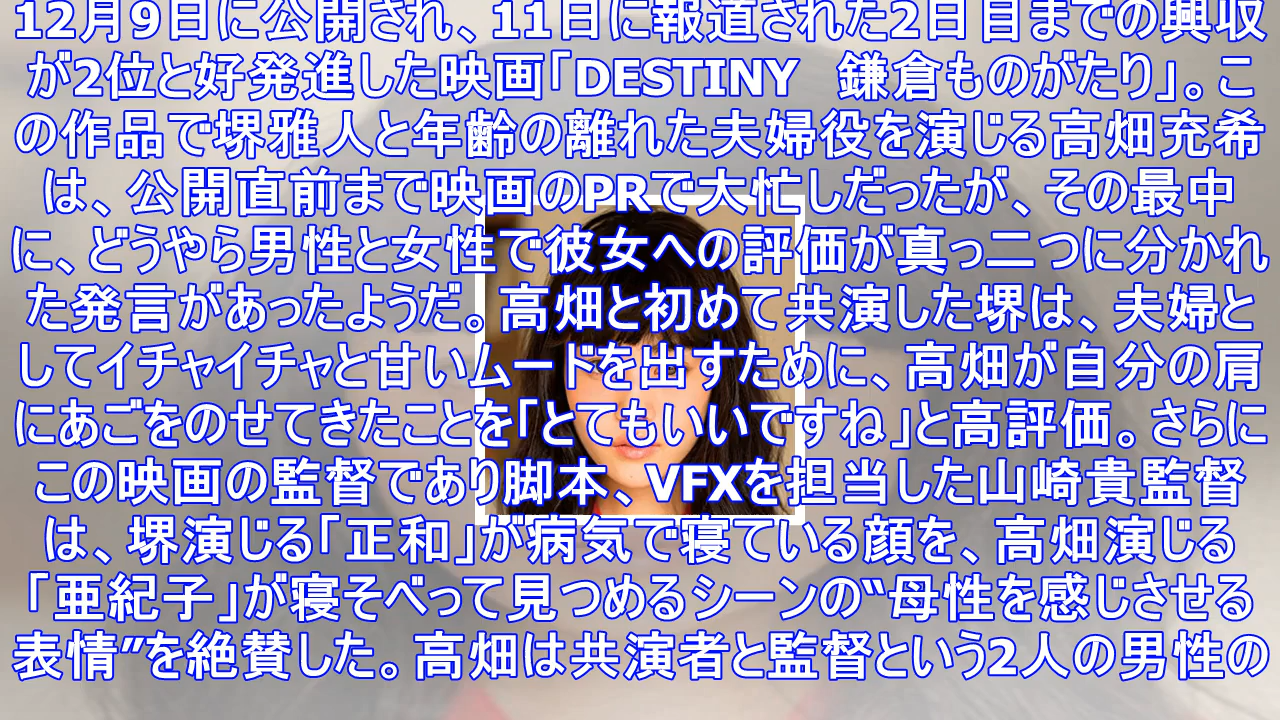 12月9日に公開され、11日に報道された2日目までの興収
が2位と好発進した映画「DESTINY　鎌倉ものがたり」。こ
の作品で堺雅人と年齢の離れた夫婦役を演じる高畑充希
は、公開直前まで映画のPRで大忙しだったが、その最中
に、どうやら男性と女性で彼女への評価が真っ二つに分かれ
た発言があったようだ。高畑と初めて共演した堺は、夫婦と
してイチャイチャと甘いムードを出すために、高畑が自分の肩
にあごをのせてきたことを「とてもいいですね」と高評価。さらに
この映画の監督であり脚本、VFXを担当した山崎貴監督
は、堺演じる「正和」が病気で寝ている顔を、高畑演じる
「亜紀子」が寝そべって見つめるシーンの“母性を感じさせる
表情”を絶賛した。高畑は共演者と監督という2人の男性の